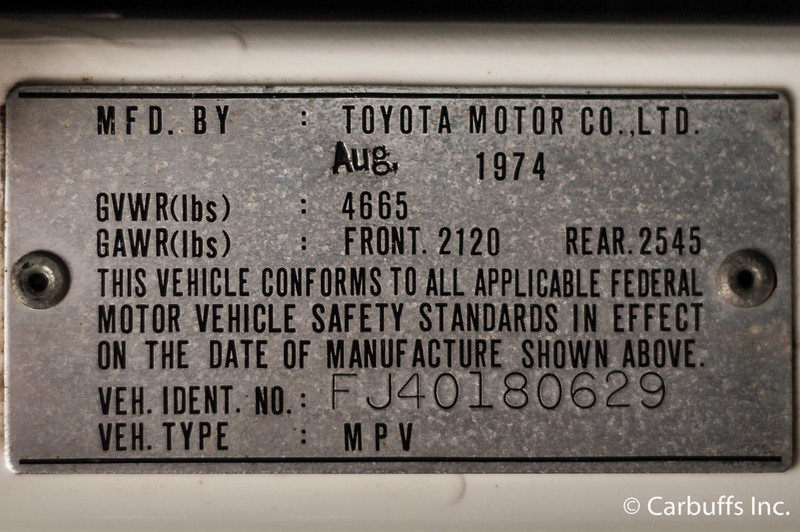 MFD. BY : TOYOTA MOTOR CO.,LTD.
Aug. 1974
GVWR(lbs) : 4665
GAWR(lbs) : FRONT. 2120 REAR. 2545
THIS VEHICLE CONFORMS TO ALL APPLICABLE FEDERAL
MOTOR VEHICLE SAFETY STANDARDS IN EFFECT
ON THE DATE OF MANUFACTURE SHOWN ABOVE.
VEH. IDENT. NO. : FJ40180629
VEH. TYPE : MPV
© Carbuffs Inc.